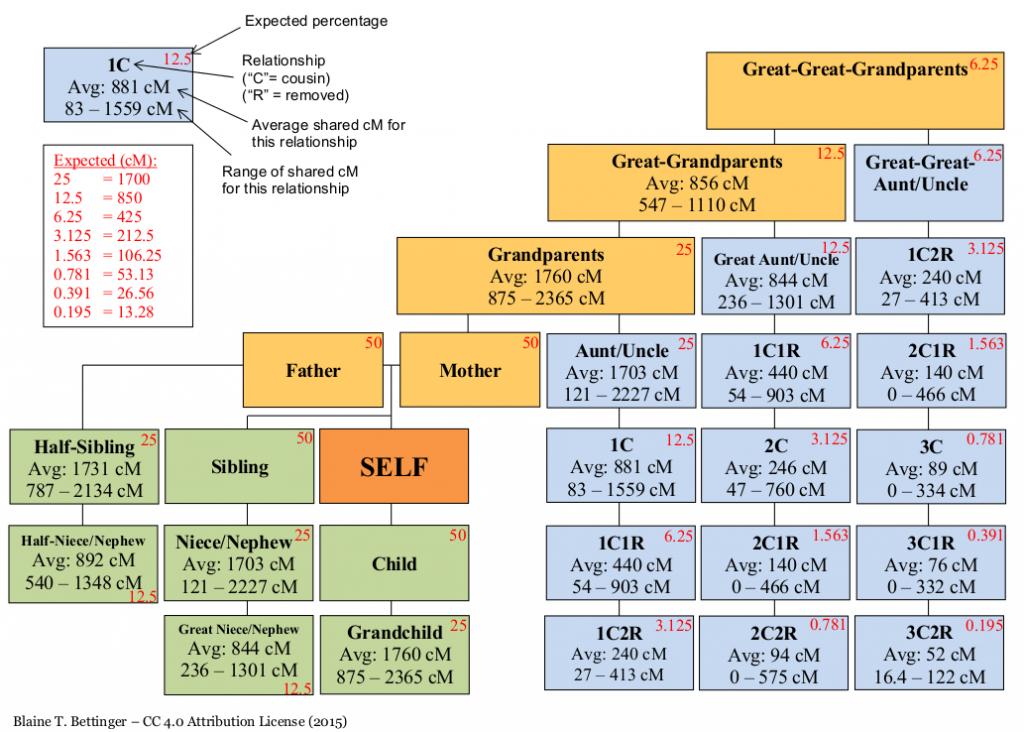 Expected percentage
1C 12.5
Avg: 881 cM
83 – 1559 cM
Relationship
("C"= cousin)
("R" = removed)
Average shared cM for
this relationship
Range of shared cM
for this relationship
Expected (cM):
25 = 1700
12.5 = 850
6.25 = 425
3.125 = 212.5
1.563 = 106.25
0.781 = 53.13
0.391 = 26.56
0.195 = 13.28
Great-Great-Grandparents 6.25
Great-Grandparents 12.5
Avg: 856 cM
547 – 1110 cM
Great-Great- 6.25
Aunt/Uncle
Grandparents 25
Avg: 1760 cM
875 – 2365 cM
Great Aunt/Uncle 12.5
Avg: 844 cM
236 – 1301 cM
1C2R 3.125
Avg: 240 cM
27 – 413 cM
Father 50
Mother 50
Aunt/Uncle 25
Avg: 1703 cM
121 – 2227 cM
1C1R 6.25
Avg: 440 cM
54 – 903 cM
2C1R 1.563
Avg: 140 cM
0 – 466 cM
Half-Sibling 25
Avg: 1731 cM
787 – 2134 cM
Sibling 50
SELF
1C 12.5
Avg: 881 cM
83 – 1559 cM
2C 3.125
Avg: 246 cM
47 – 760 cM
3C 0.781
Avg: 89 cM
0 – 334 cM
Half-Niece/Nephew
Avg: 892 cM
540 – 1348 cM
12.5
Niece/Nephew 25
Avg: 1703 cM
121 – 2227 cM
Child 50
1C1R 6.25
Avg: 440 cM
54 – 903 cM
2C1R 1.563
Avg: 140 cM
0 – 466 cM
3C1R 0.391
Avg: 76 cM
0 – 332 cM
Great Niece/Nephew
Avg: 844 cM
236 – 1301 cM
12.5
Grandchild 25
Avg: 1760 cM
875 – 2365 cM
1C2R 3.125
Avg: 240 cM
27 – 413 cM
2C2R 0.781
Avg: 94 cM
0 – 575 cM
3C2R 0.195
Avg: 52 cM
16.4 – 122 cM
Blaine T. Bettinger – CC 4.0 Attribution License (2015)